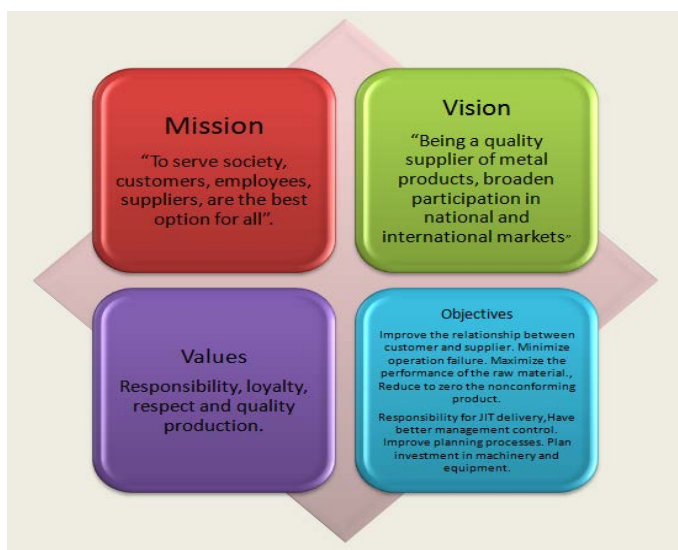 Mission
“To serve society,
customers, employees,
suppliers, are the best
option for all”.
Vision
“Being a quality
supplier of metal
products, broaden
participation in
national and
international markets”
Values
Responsibility, loyalty,
respect and quality
production.
Objectives
Improve the relationship between
customer and supplier. Minimize
operation failure. Maximize the
performance of the raw material.,
Reduce to zero the nonconforming
product.
Responsibility for JIT delivery,Have
better management control.
Improve planning processes. Plan
investment in machinery and
equipment.